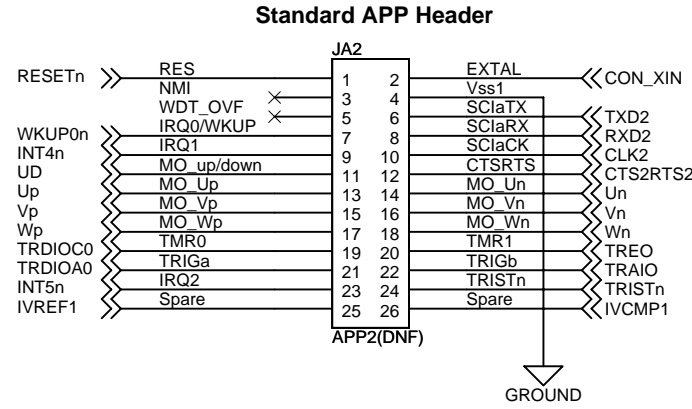 Standard APP Header
JA2
RESETn RES 1 2 EXTAL CON_XIN
NMI 3 4 Vss1
WDT_OVF 5 6 SCIaTX TXD2
WKUP0n IRQ0/WKUP 7 8 SCIaRX RXD2
INT4n IRQ1 9 10 SCIaCK CLK2
UD MO_up/down 11 12 CTSRTS CTS2RTS2
Up MO_Up 13 14 MO_Un Un
Vp MO_Vp 15 16 MO_Vn Vn
Wp MO_Wp 17 18 MO_Wn Wn
TRDIOC0 TMR0 19 20 TMR1 TREO
TRDIOA0 TRIGa 21 22 TRIGb TRAIO
INT5n IRQ2 23 24 TRISTn TRISTn
IVREF1 Spare 25 26 Spare IVCMP1
APP2(DNF)
GROUND